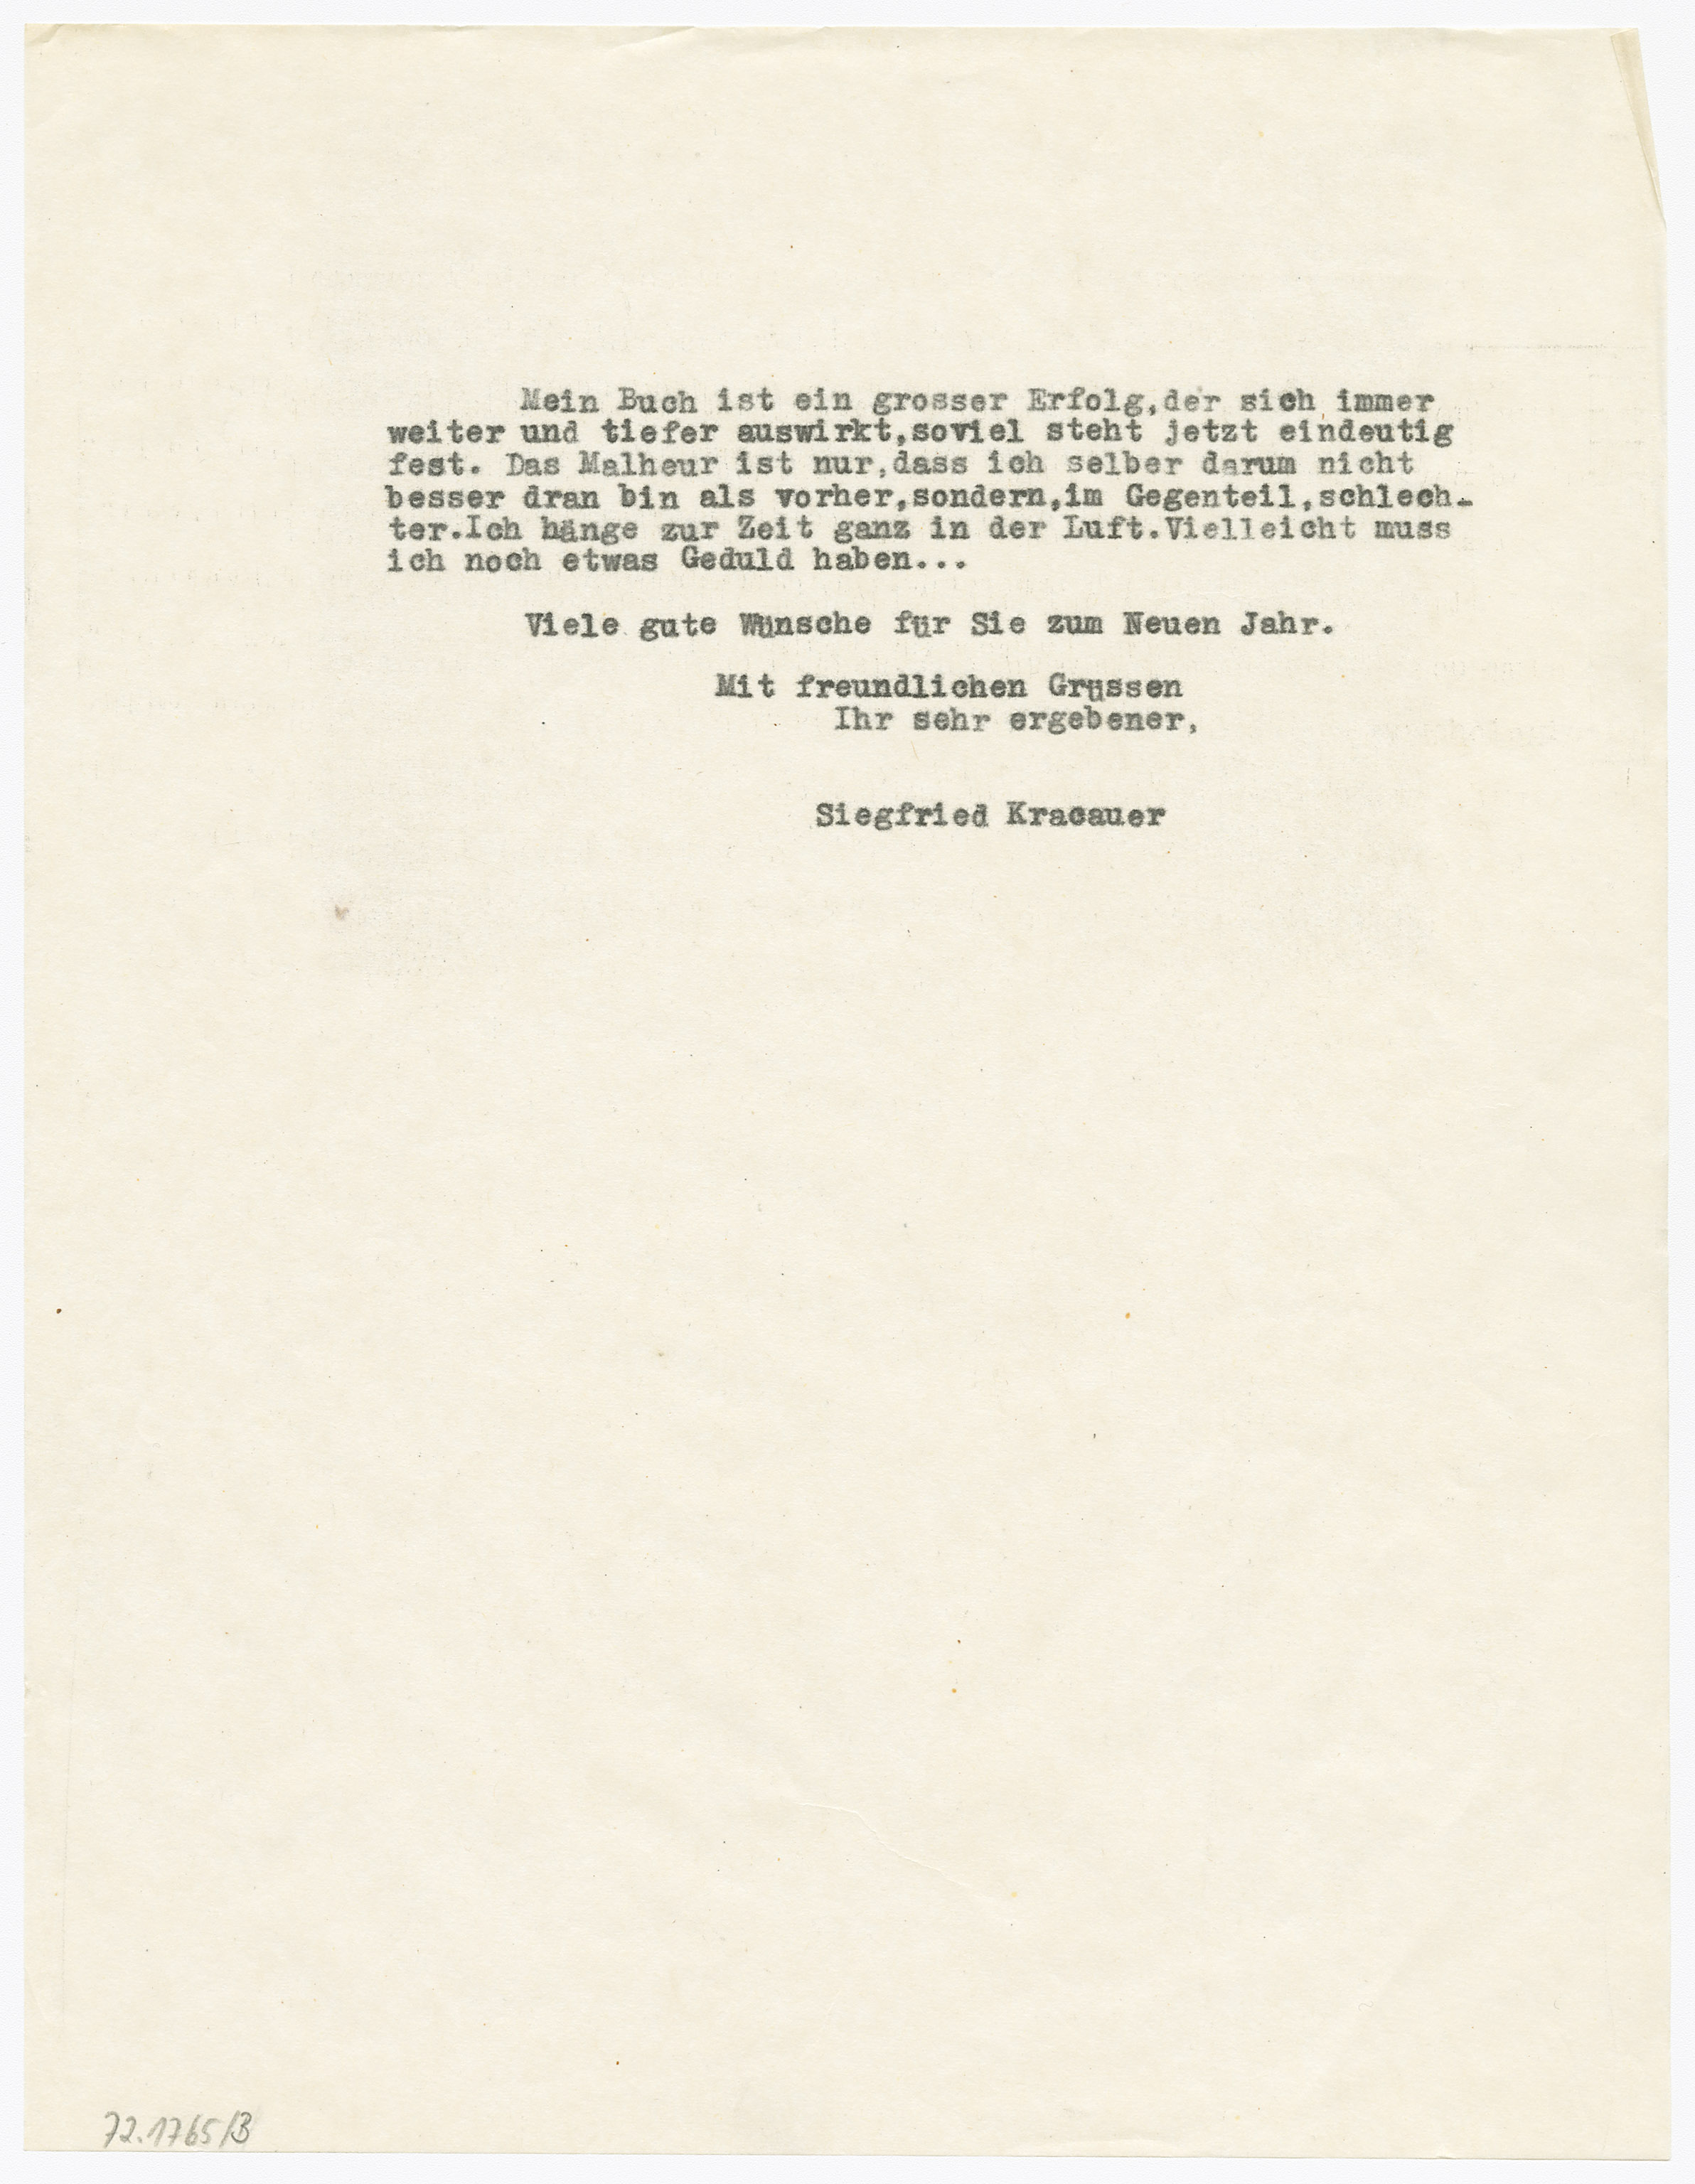 Mein Buch ist ein grosser Erfolg,der sich immer
weiter und tiefer auswirkt,soviel steht jetzt eindeutig
fest. Das Malheur ist nur,dass ich selber darum nicht
besser dran bin als vorher,sondern,im Gegenteil,schlech-
ter.Ich hänge zur Zeit ganz in der Luft.Vielleicht muss
ich noch etwas Geduld haben...
Viele gute Wünsche für Sie zum Neuen Jahr.
Mit freundlichen Grüssen
Ihr sehr ergebener,
Siegfried Kracauer
72.1765/3